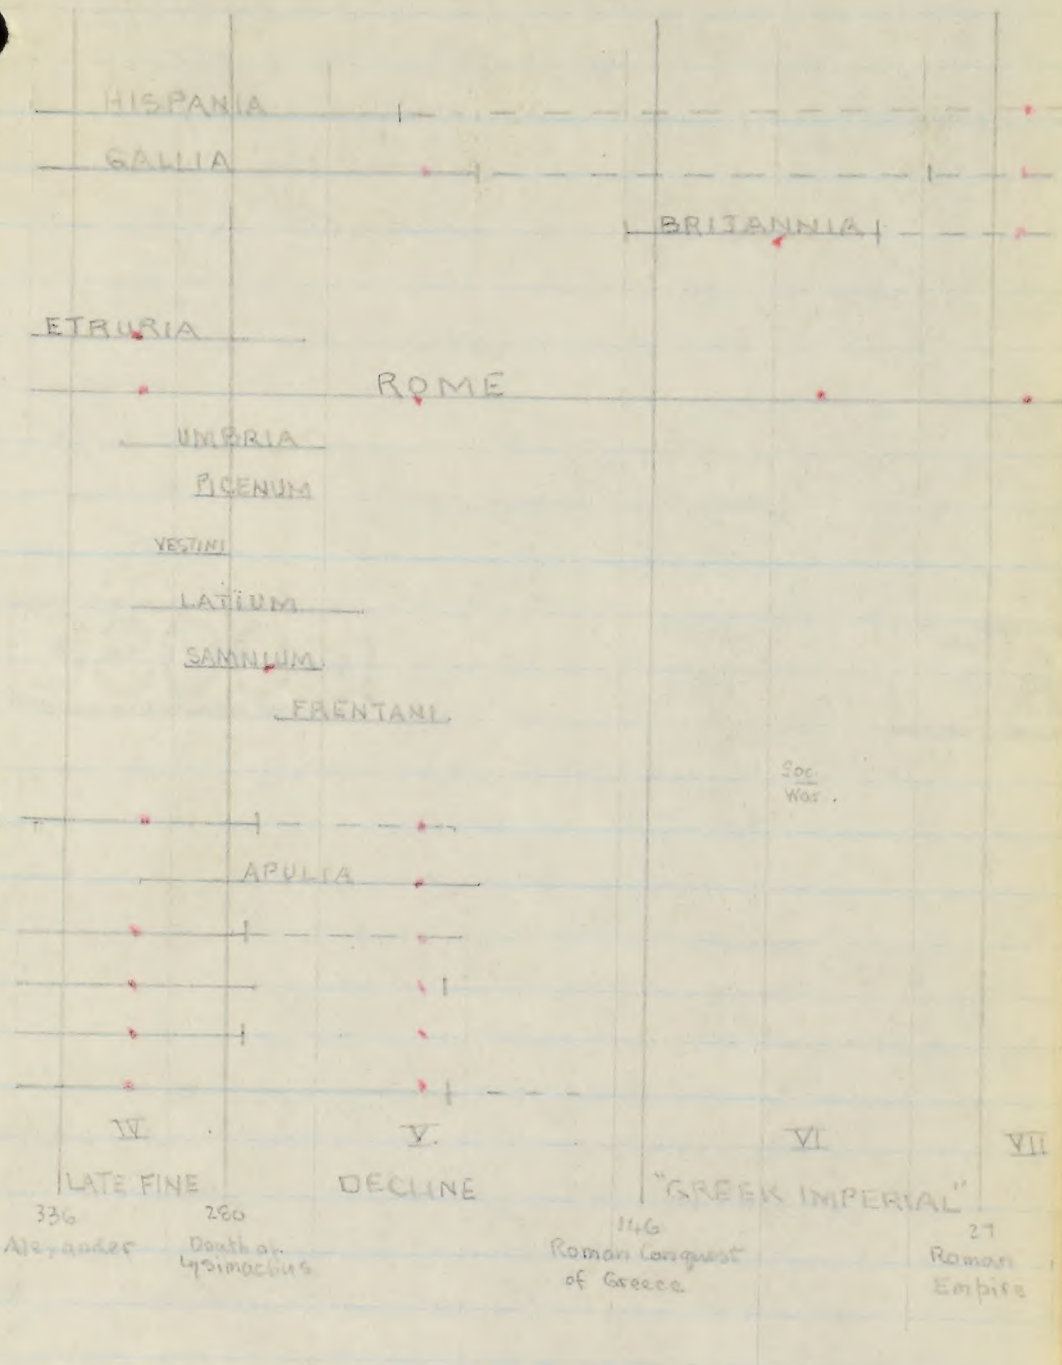 HISPANIA
GALLIA
BRITANNIA
ETRURIA
ROME
UMBRIA
PICENUM
VESTINI
LATIUM
SAMNIUM
FRENTANI
Soc.
War.
APULIA
IV. V. VI VII
LATE FINE DECLINE "GREEK IMPERIAL"
336 280 146 27
Alexander Death of Roman Conquest Roman
Lysimachus of Greece Empire